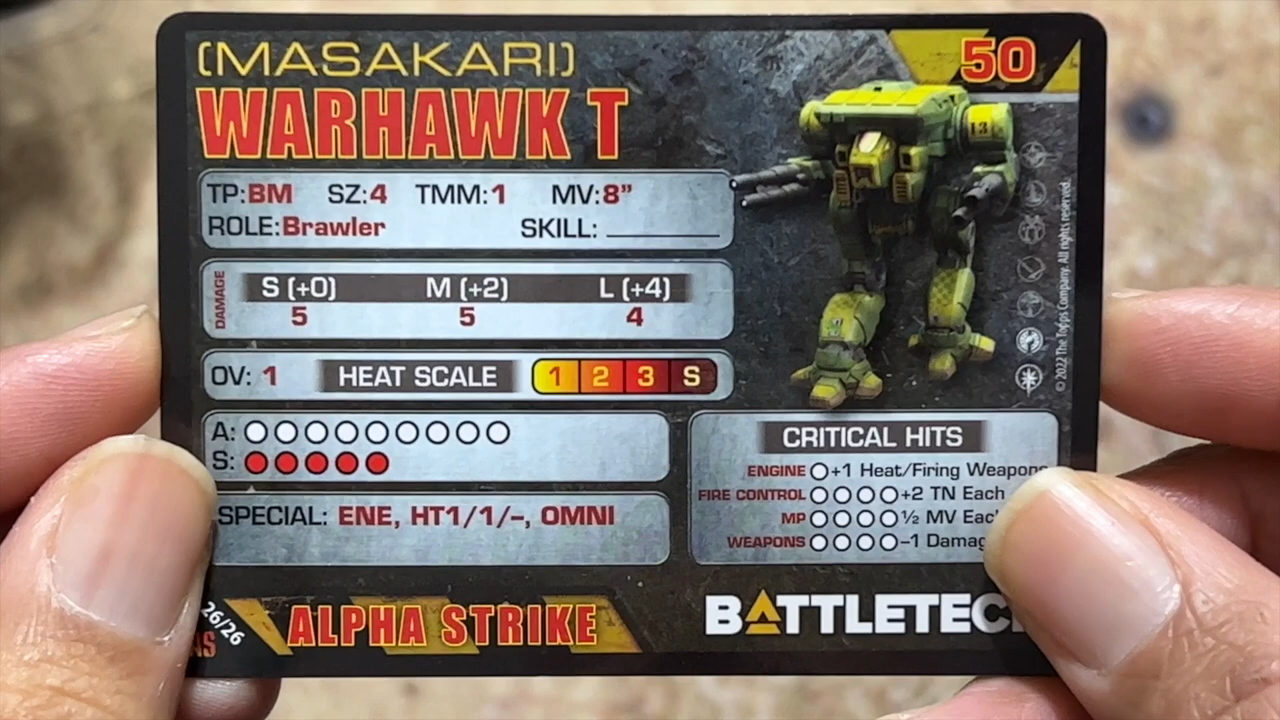 (MASAKARI)
WARHAWK T
50
TP:BM SZ:4 TMM:1 MV:8”
ROLE:Brawler SKILL:
DAMAGE
S (+0) M (+2) L (+4)
5 5 4
OV: 1 HEAT SCALE 1 2 3 S
A:
S:
SPECIAL: ENE, HT1/1/–, OMNI
CRITICAL HITS
ENGINE +1 Heat/Firing Weapons
FIRE CONTROL +2 TN Each
MP ½ MV Each
WEAPONS –1 Damag
13
© 2022 The Topps Company. All rights reserved.
26/26
NS
ALPHA STRIKE
BATTLETEC